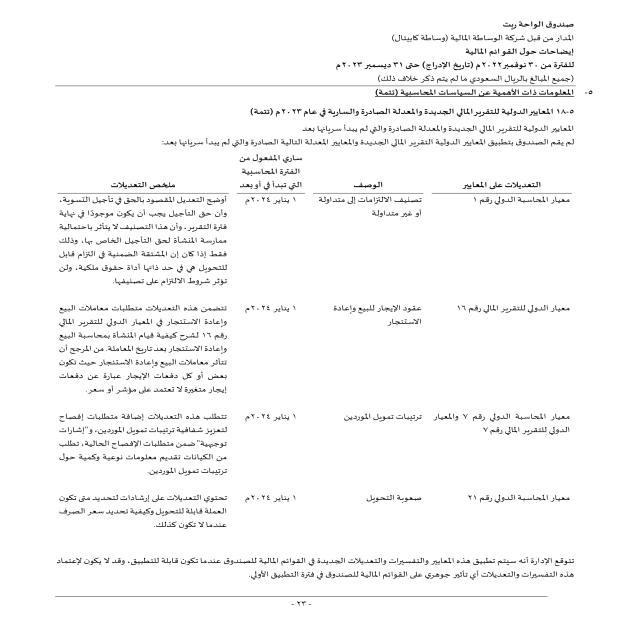 صندوق الواحة ريت
المدار من قبل شركة الوساطة المالية (وساطة كابيتال)
إيضاحات حول القوائم المالية
للفترة من ٣٠ نوفمبر ٢٠٢٢م (تاريخ الإدراج) حتى ٣١ ديسمبر ٢٠٢٣م
(جميع المبالغ بالريال السعودي ما لم يتم ذكر خلاف ذلك)
٥- المعلومات ذات الأهمية عن السياسات المحاسبية (تتمة)
٥-١٨ المعايير الدولية للتقرير المالي الجديدة والمعدلة الصادرة والسارية في عام ٢٠٢٣م (تتمة)
المعايير الدولية للتقرير المالي الجديدة والمعدلة الصادرة والتي لم يبدأ سريانها بعد
لم يقم الصندوق بتطبيق المعايير الدولية التقرير المالي الجديدة والمعايير المعدلة التالية الصادرة والتي لم يبدأ سريانها بعد:
التعديلات على المعايير
الوصف
ساري المفعول من
الفترة المحاسبية
التي تبدأ في أو بعد
ملخص التعديلات
معيار المحاسبة الدولي رقم ١
تصنيف الالتزامات إلى متداولة
أو غير متداولة
١ يناير ٢٠٢٤م
أوضح التعديل المقصود بالحق في تأجيل التسوية،
وأن حق التأجيل يجب أن يكون موجودًا في نهاية
فترة التقرير، وأن هذا التصنيف لا يتأثر باحتمالية
ممارسة المنشأة لحق التأجيل الخاص بها، وذلك
فقط إذا كان إن المشتقة الضمنية في التزام قابل
للتحويل هي في حد ذاتها أداة حقوق ملكية، ولن
تؤثر شروط الالتزام على تصنيفها.
معيار الدولي للتقرير المالي رقم ١٦
عقود الإيجار للبيع وإعادة
الاستئجار
١ يناير ٢٠٢٤م
تتضمن هذه التعديلات متطلبات معاملات البيع
وإعادة الاستئجار في المعيار الدولي للتقرير المالي
رقم ١٦ لشرح كيفية قيام المنشأة بمحاسبة البيع
وإعادة الاستئجار بعد تاريخ المعاملة. من المرجح أن
تتأثر معاملات البيع وإعادة الاستئجار حيث تكون
بعض أو كل دفعات الإيجار عبارة عن دفعات
إيجار متغيرة لا تعتمد على مؤشر أو سعر.
معيار المحاسبة الدولي رقم ٧ والمعيار
الدولي للتقرير المالي رقم ٧
ترتيبات تمويل الموردين
١ يناير ٢٠٢٤م
تتطلب هذه التعديلات إضافة متطلبات إفصاح
لتعزيز شفافية ترتيبات تمويل الموردين، و"إشارات
توجيهية" ضمن متطلبات الإفصاح الحالية، تطلب
من الكيانات تقديم معلومات نوعية وكمية حول
ترتيبات تمويل الموردين.
معيار المحاسبة الدولي رقم ٢١
صعوبة التحويل
١ يناير ٢٠٢٤م
تحتوي التعديلات على إرشادات لتحديد متى تكون
العملة قابلة للتحويل وكيفية تحديد سعر الصرف
عندما لا تكون كذلك.
تتوقع الإدارة أنه سيتم تطبيق هذه المعايير والتفسيرات والتعديلات الجديدة في القوائم المالية للصندوق عندما تكون قابلة للتطبيق، وقد لا يكون لإعتماد
هذه التفسيرات والتعديلات أي تأثير جوهري على القوائم المالية للصندوق في فترة التطبيق الأولي.
- ٢٣ -